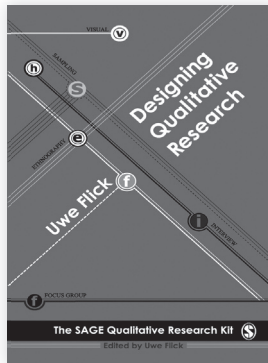 VISUAL v
h
SAMPLING
S
Designing
Qualitative
Research
ETHNOGRAPHY e
Uwe Flick f
i
INTERVIEW
FOCUS GROUP
f
The SAGE Qualitative Research Kit S
Edited by Uwe Flick